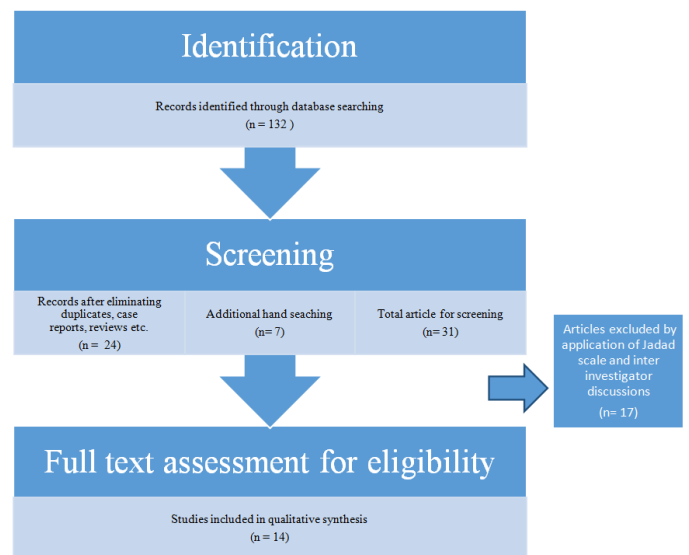 Identification
Records identified through database searching
(n = 132 )
Screening
Records after eliminating
duplicates, case
reports, reviews etc.
(n = 24)
Additional hand seaching
(n= 7)
Total article for screening
(n= 31)
Articles excluded by
application of Jadad
scale and inter
investigator
discussions
(n= 17)
Full text assessment for eligibility
Studies included in qualitative synthesis
(n = 14)